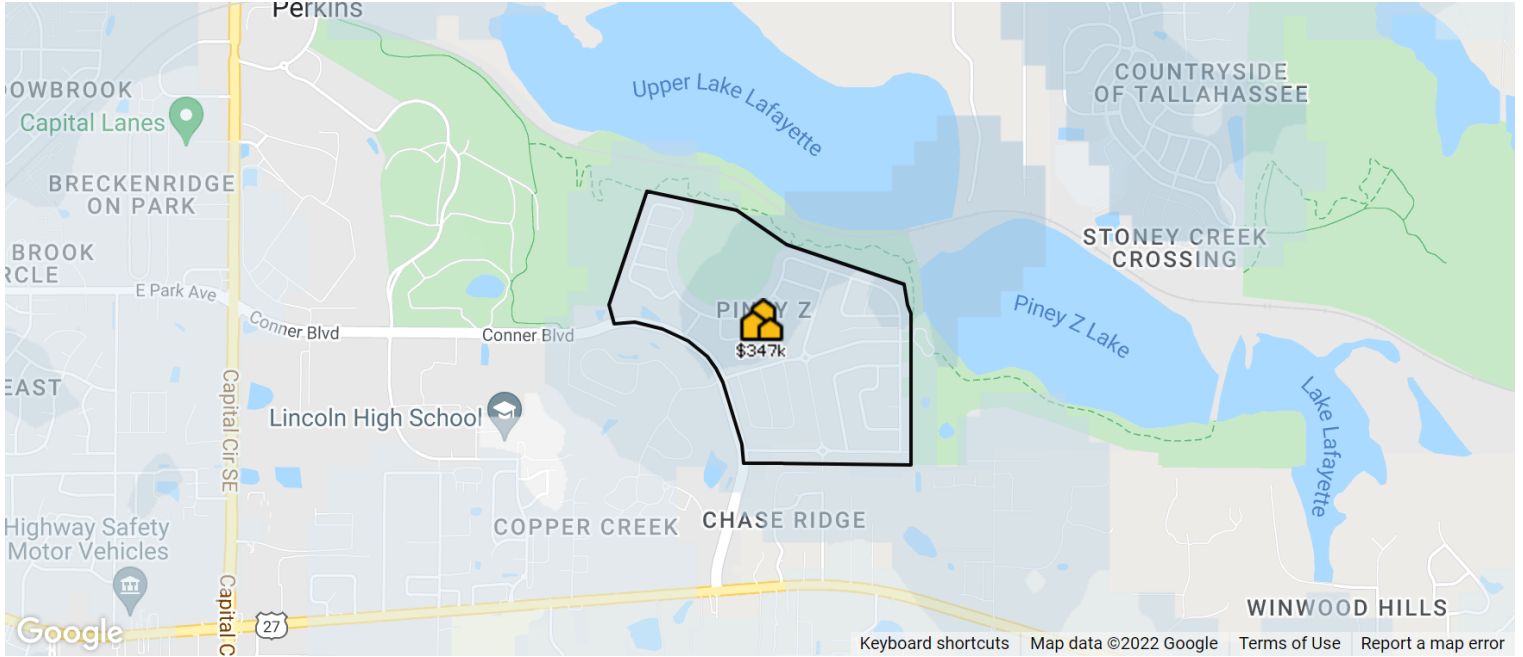 Perkins
OWBROOK
Capital Lanes
BRECKENRIDGE
ON PARK
BROOK
RCLE
E Park Ave
Conner Blvd
Conner Blvd
EAST
Capital Cir SE
Lincoln High School
Highway Safety
Motor Vehicles
Capital C
27
COPPER CREEK
CHASE RIDGE
PINEY Z
$347k
Upper Lake Lafayette
COUNTRYSIDE
OF TALLAHASSEE
STONEY CREEK
CROSSING
Piney Z Lake
Lake Lafayette
WINWOOD HILLS
Google
Keyboard shortcuts
Map data ©2022 Google
Terms of Use
Report a map error